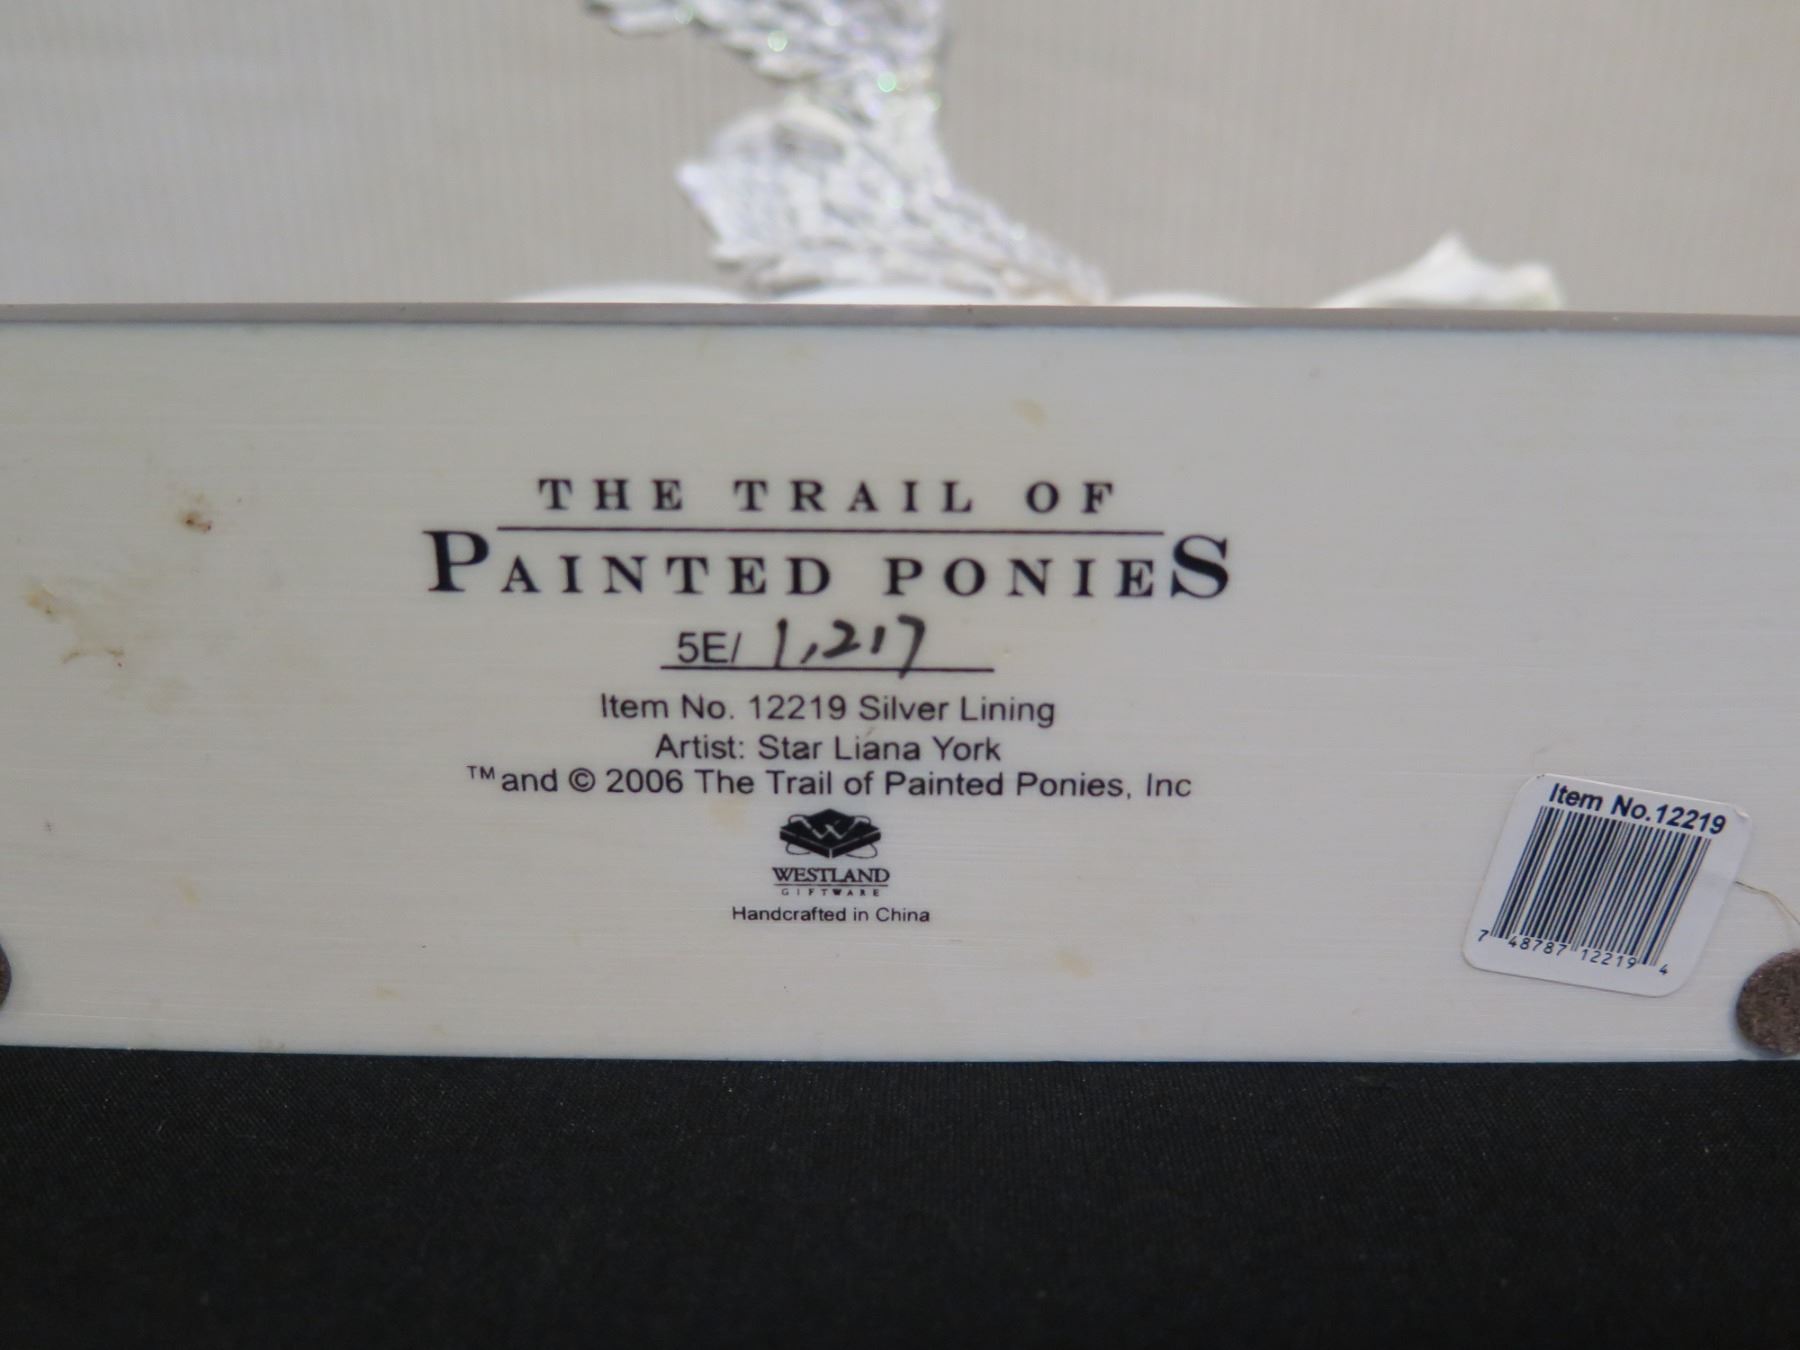 THE TRAIL OF
PAINTED PONIES
5E/ 1,217
Item No. 12219 Silver Lining
Artist: Star Liana York
™ and © 2006 The Trail of Painted Ponies, Inc
W
WESTLAND
GIFTWARE
Handcrafted in China
Item No.12219
7 48787 12219 4